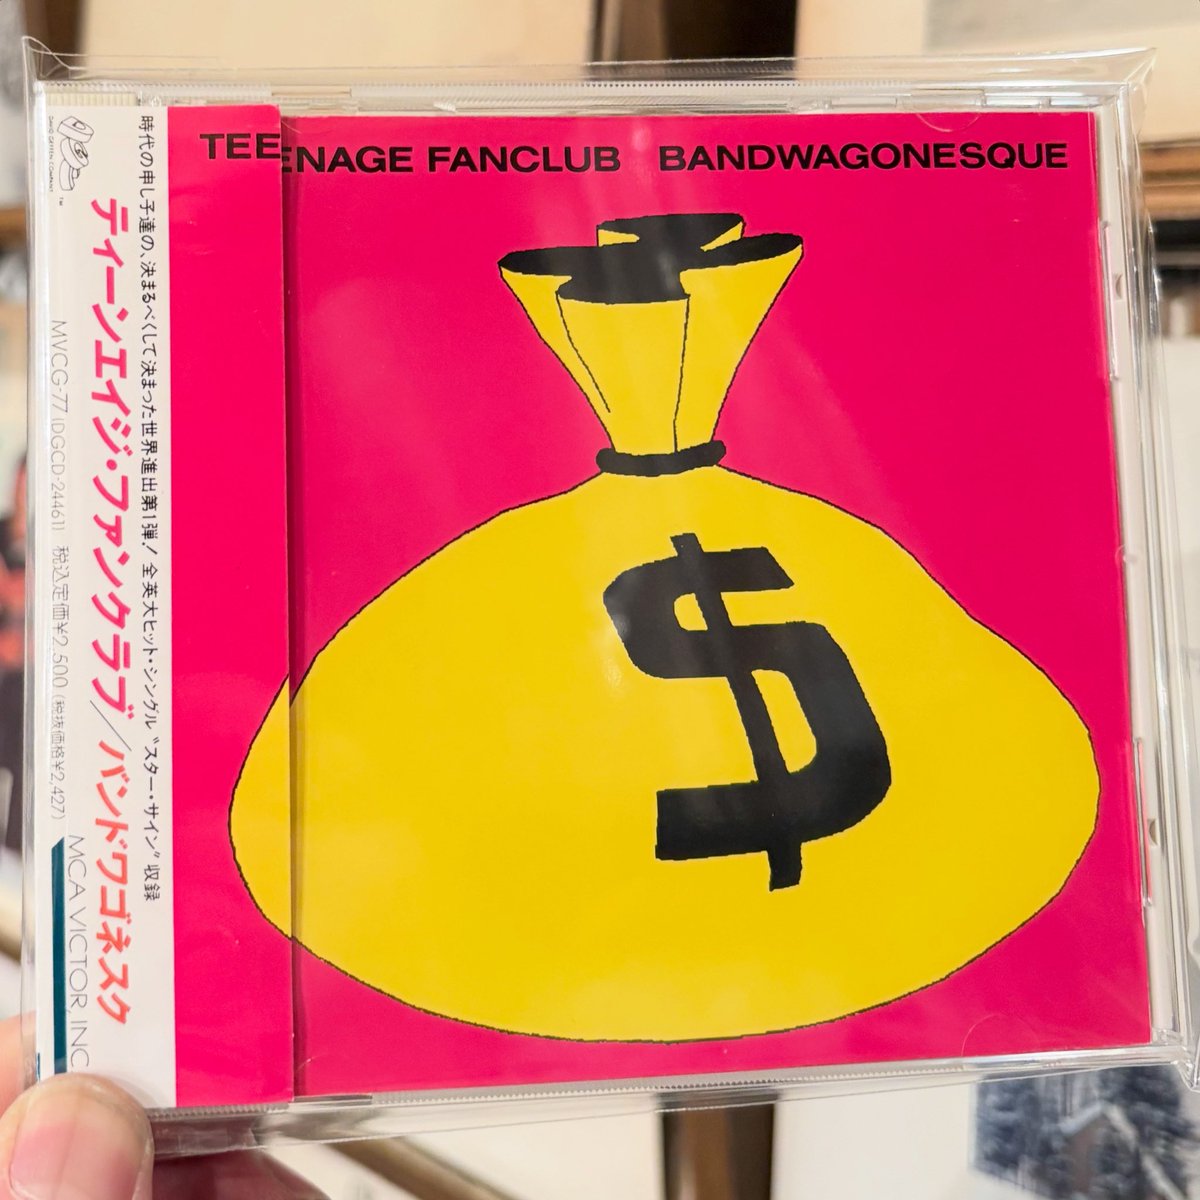 TEENAGE FANCLUB BANDWAGONESQUE
$
時代の申し子達の、決まるべくして決まった世界進出第1弾! 全英大ヒット・シングル“スター・サイン”収録
ティーンエイジ・ファンクラブ/バンドワゴネスク
MVCG-77 (DGCD-24461) 税込定価¥2,500 (税抜価格¥2,427)
MCA VICTOR, INC.
DAVID GEFFEN COMPANY
TM